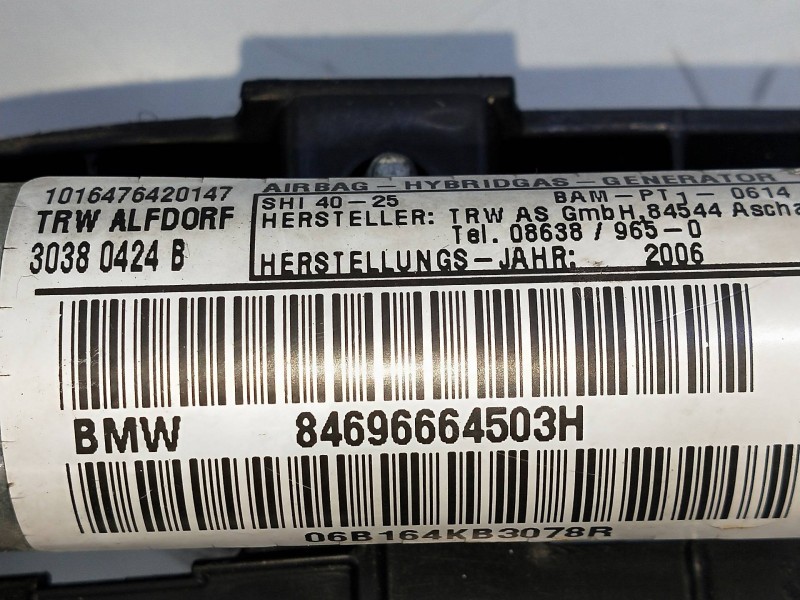 1016476420147
TRW ALFDORF
3038 0424 B
AIRBAG - HYBRIDGAS - GENERATOR
SHI 40-25 BAM-PT1-0614
HERSTELLER: TRW AS GmbH, 84544 Ascha
Tel. 08638 / 965-0
HERSTELLUNGS-JAHR: 2006
BMW 84696664503H
06B164KB3078R